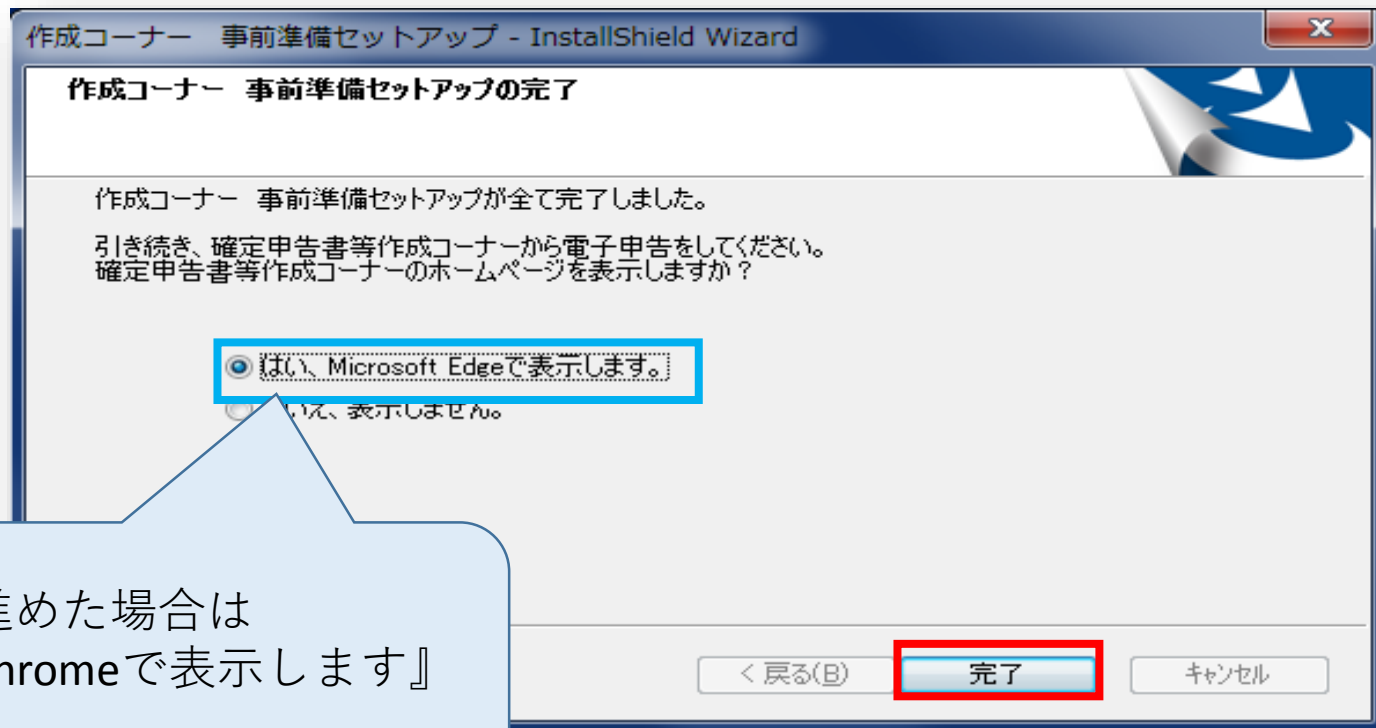 作成コーナー 事前準備セットアップ - InstallShield Wizard
作成コーナー 事前準備セットアップの完了
作成コーナー 事前準備セットアップが全て完了しました。
引き続き、確定申告書等作成コーナーから電子申告をしてください。
確定申告書等作成コーナーのホームページを表示しますか？
はい、Microsoft Edgeで表示します。
いえ、表示しません。
進めた場合は
hromeで表示します』
< 戻る(B)
完了
キャンセル